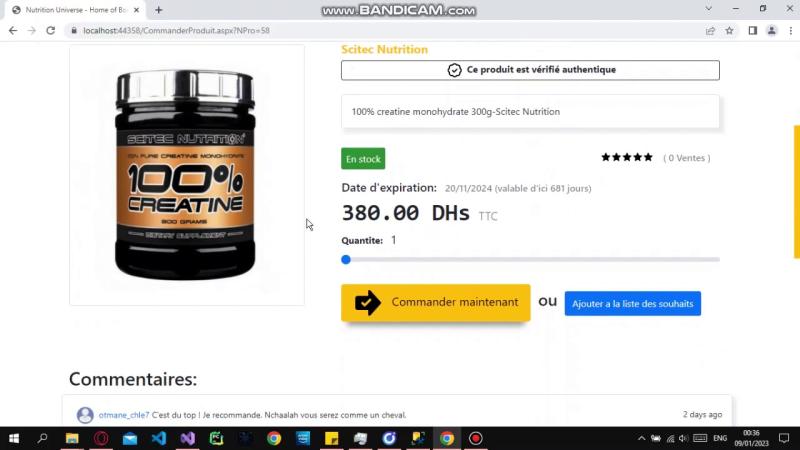 www.BANDICAM.com
Nutrition Universe - Home of Bo
localhost:44358/CommanderProduit.aspx?NPro=58
Scitec Nutrition
Ce produit est vérifié authentique
100% creatine monohydrate 300g-Scitec Nutrition
SCITEC NUTRITION
100% PURE CREATINE MONOHYDRATE
100%
CREATINE
300 GRAMS
DIETARY SUPPLEMENT
En stock
( 0 Ventes )
Date d'expiration: 20/11/2024 (valable d'ici 681 jours)
380.00 DHs TTC
Quantite: 1
Commander maintenant ou Ajouter a la liste des souhaits
Commentaires:
otmane_chle7 C'est du top ! Je recommande. Nchaalah vous serez comme un cheval. 2 days ago
ENG
00:36
09/01/2023